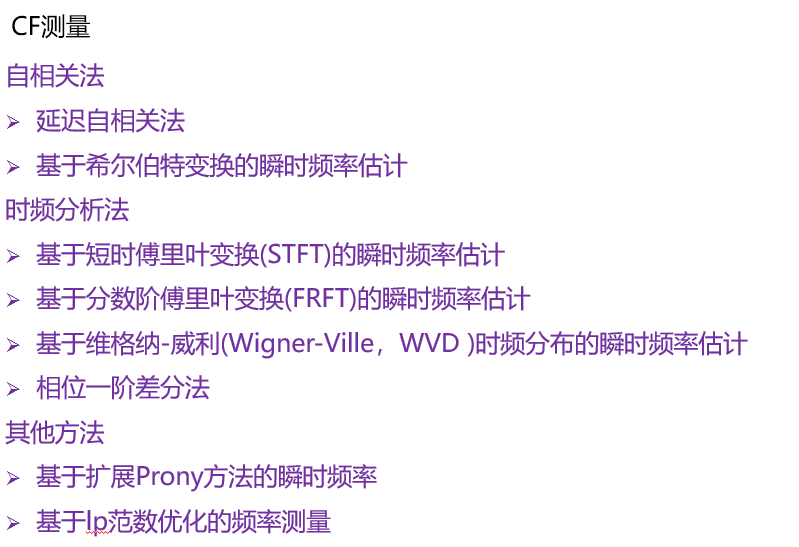 CF测量
自相关法
➢ 延迟自相关法
➢ 基于希尔伯特变换的瞬时频率估计
时频分析法
➢ 基于短时傅里叶变换(STFT)的瞬时频率估计
➢ 基于分数阶傅里叶变换(FRFT)的瞬时频率估计
➢ 基于维格纳-威利(Wigner-Ville，WVD )时频分布的瞬时频率估计
➢ 相位一阶差分法
其他方法
➢ 基于扩展Prony方法的瞬时频率
➢ 基于lp范数优化的频率测量